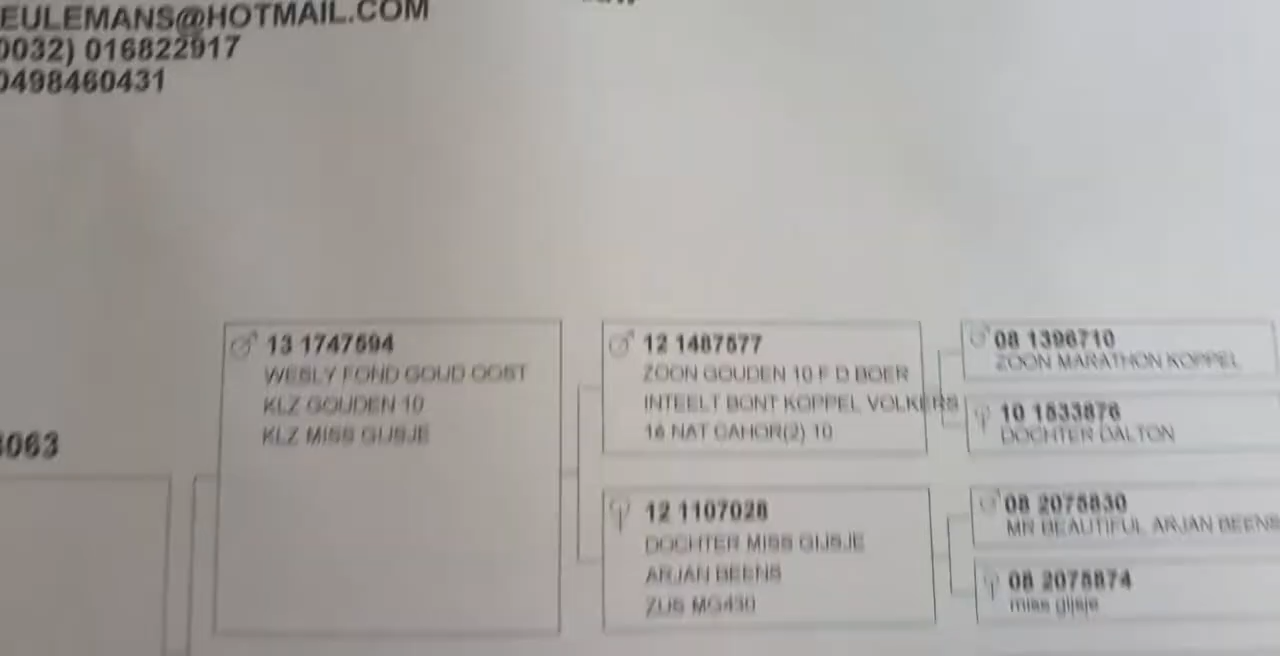 EULEMANS@HOTMAIL.COM
0032) 016822917
0498460431
13 1747594
WESLY FOND GOUD OOST
KLZ GOUDEN 10
KLZ MISS GIJSJE
12 1487577
ZOON GOUDEN 10 F D BOER
INTEELT BONT KOPPEL VOLKERS
16 NAT CAHOR(2) 10
08 1396710
ZOON MARATHON KOPPEL
10 1533876
DOCHTER DALTON
3063
12 1107028
DOCHTER MISS GIJSJE
ARJAN BEENS
ZUS MG430
08 2075830
MR BEAUTIFUL ARJAN BEENS
08 2075874
miss gijsje